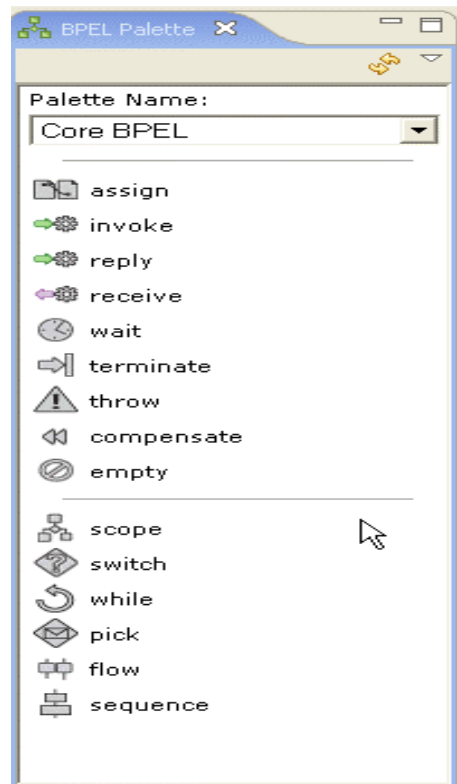 BPEL Palette
Palette Name:
Core BPEL
assign
invoke
reply
receive
wait
terminate
throw
compensate
empty
scope
switch
while
pick
flow
sequence